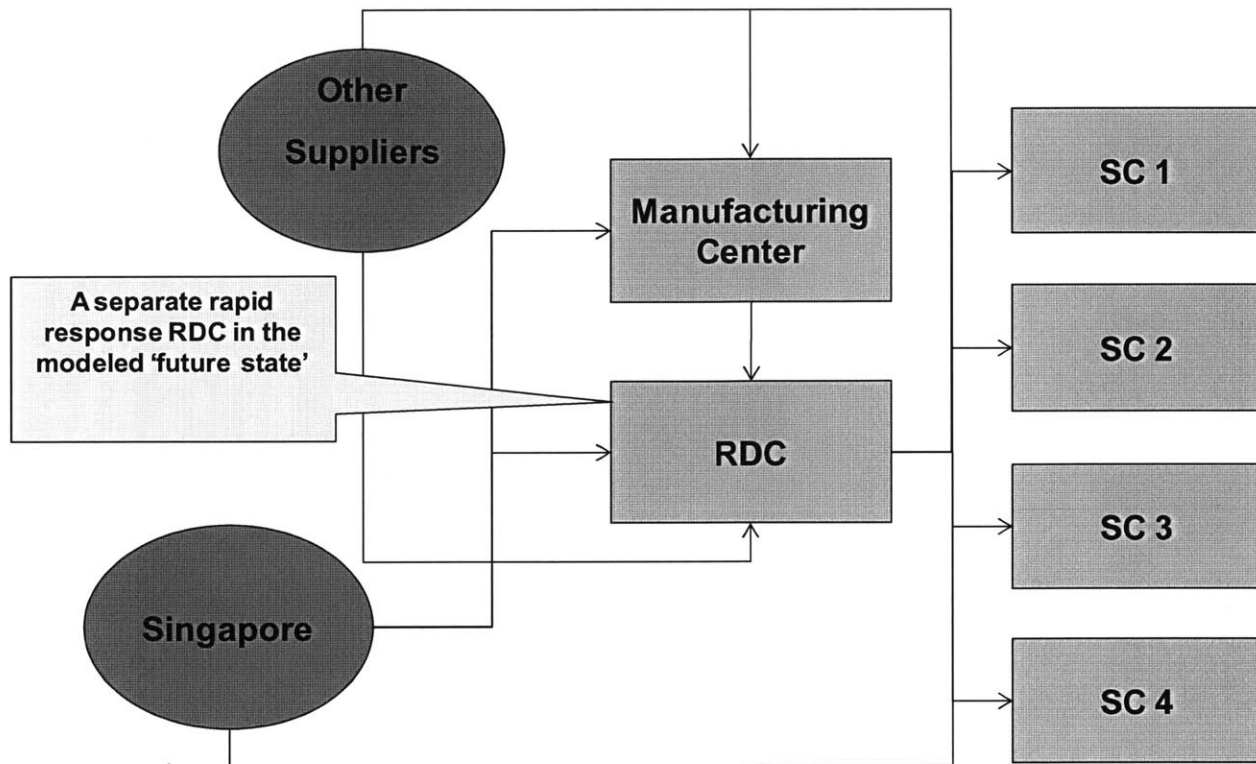 Other
Suppliers
SC 1
Manufacturing
Center
A separate rapid
response RDC in the
modeled ‘future state’
SC 2
RDC
SC 3
Singapore
SC 4